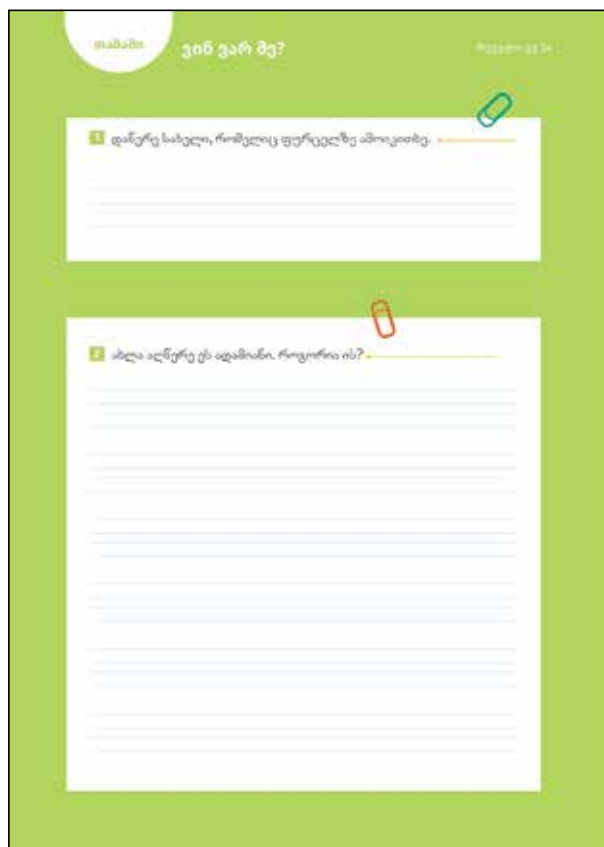 თამაში
ვინ ვარ მე?
1 დაწერე სახელი, რომელიც ფურცელზე ამოიკითხე.
2 ახლა აღწერე ეს ადამიანი. როგორია ის?